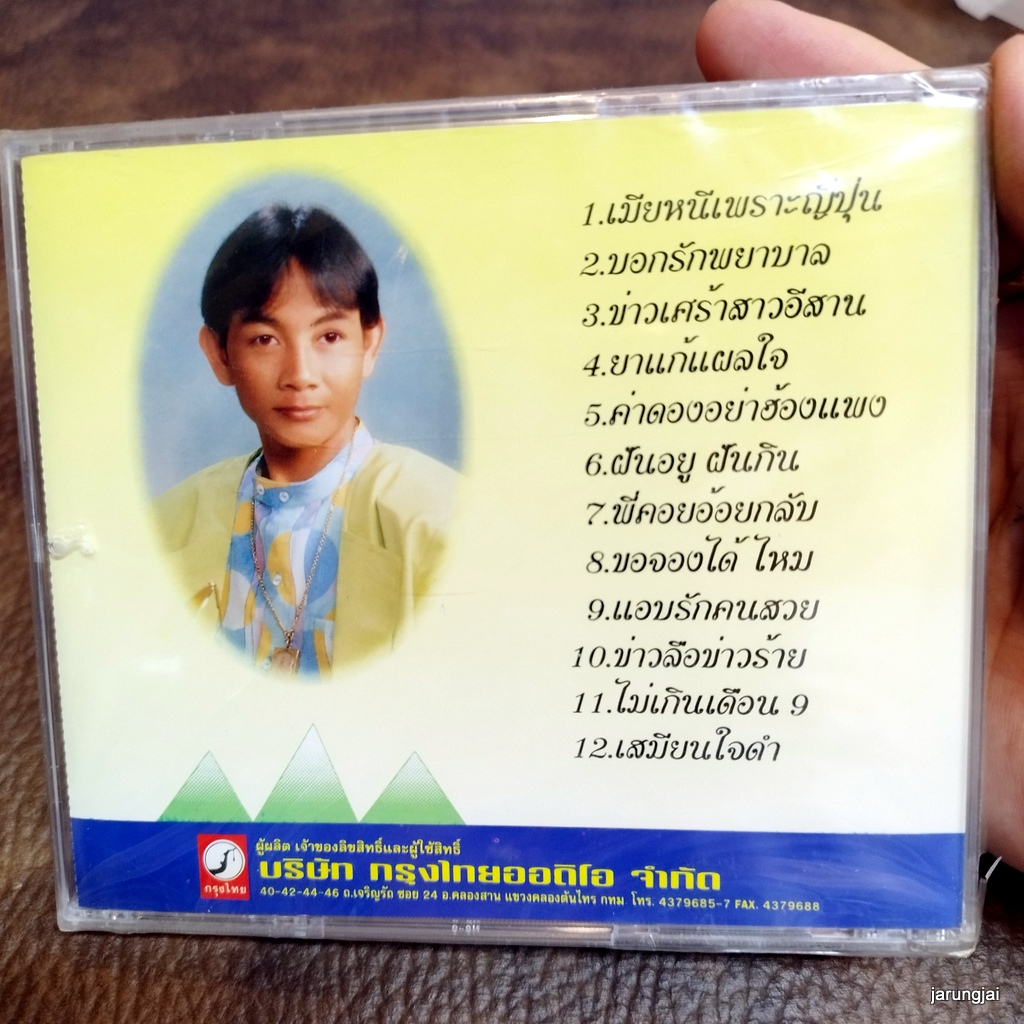 1.เมียหนีเพราะญี่ปุ่น
2.บอกรักพยาบาล
3.ข่าวเศร้าสาวอีสาน
4.ยาแก้แผลใจ
5.ค่าดองอย่าฮ้องแพง
6.ฝันอยู่ ฝันกิน
7.พี่คอยอ้อยกลับ
8.ขอจองได้ ไหม
9.แอบรักคนสวย
10.ข่าวลือข่าวร้าย
11.ไม่เกินเดือน 9
12.เสมียนใจดำ
ผู้ผลิต เจ้าของลิขสิทธิ์และผู้ใช้สิทธิ์
บริษัท กรุงไทยออดิโอ จำกัด
กรุงไทย
40-42-44-46 ถ.เจริญรัถ ซอย 24 อ.คลองสาน แขวงคลองต้นไทร กทม. โทร. 4379685-7 FAX. 4379688
jarungjai